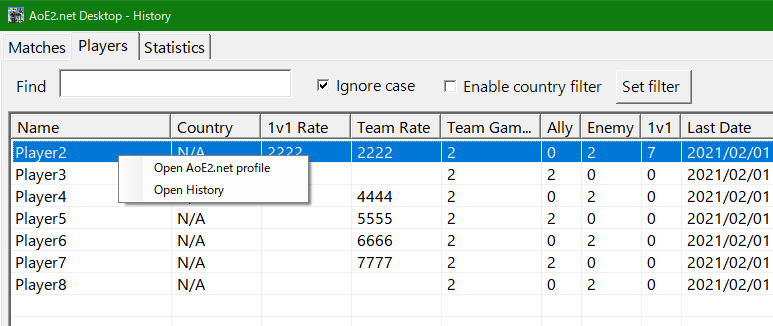 AoE2.net Desktop - History
Matches Players Statistics
Find Ignore case Enable country filter Set filter
Name Country 1v1 Rate Team Rate Team Gam... Ally Enemy 1v1 Last Date
Player2 N/A 2222 2222 2 0 2 7 2021/02/01
Open AoE2.net profile
Player3 2 2 0 0 2021/02/01
Open History
Player4 4444 2 0 2 0 2021/02/01
Player5 N/A 5555 2 2 0 0 2021/02/01
Player6 N/A 6666 2 0 2 0 2021/02/01
Player7 N/A 7777 2 2 0 0 2021/02/01
Player8 N/A 2 0 2 0 2021/02/01